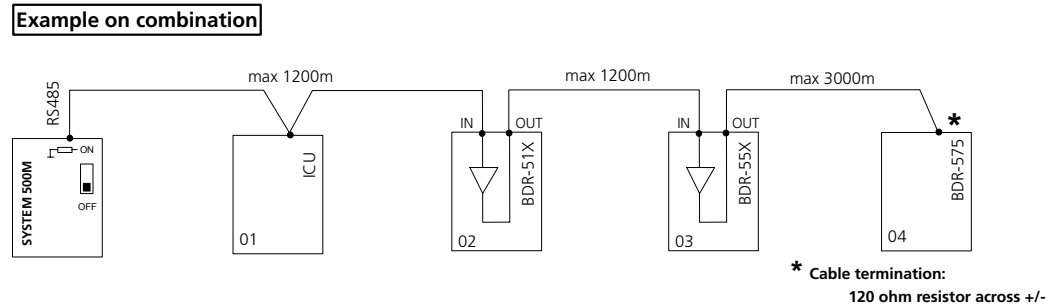 Example on combination
max 1200m
max 1200m
max 3000m
RS485
IN
OUT
IN
OUT
*
ON
OFF
SYSTEM 500M
ICU
01
BDR-51X
02
BDR-55X
03
BDR-575
04
* Cable termination:
120 ohm resistor across +/-